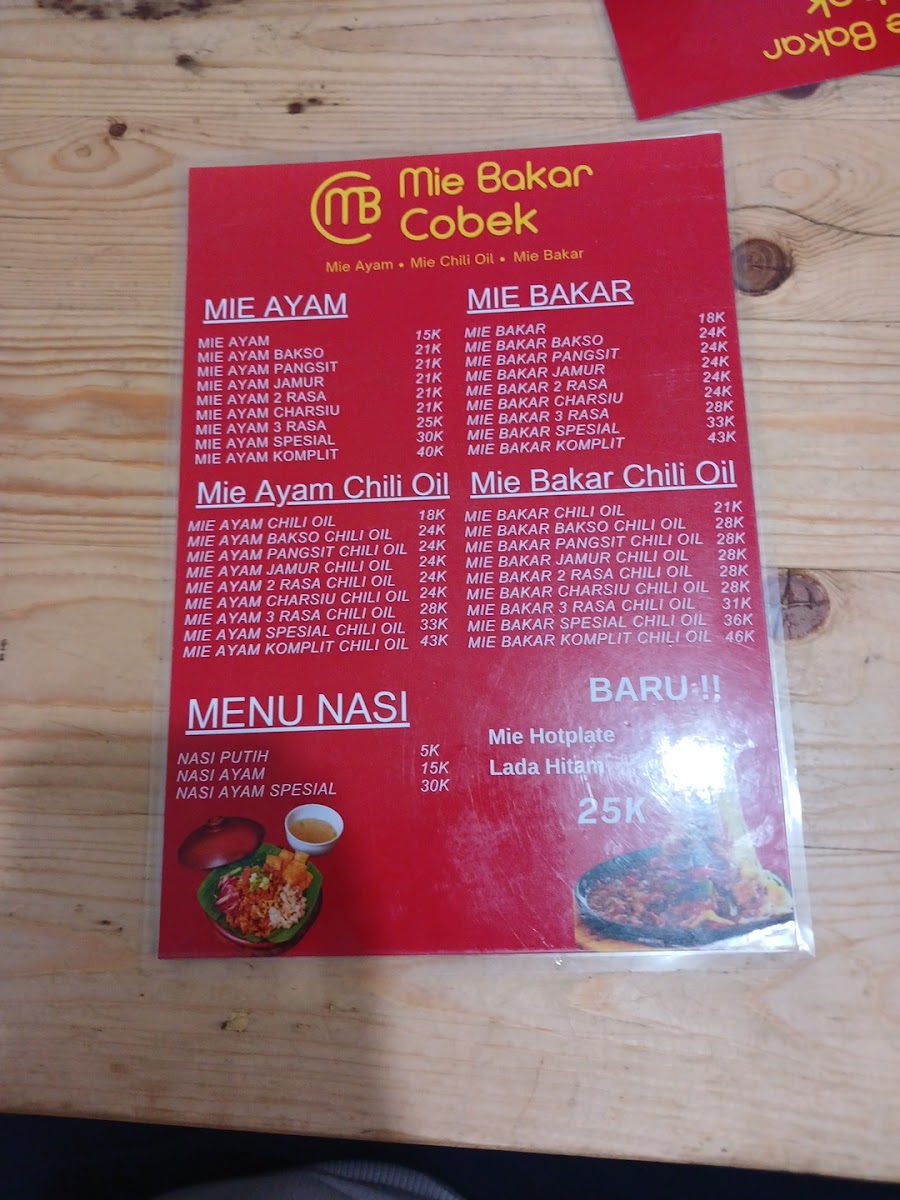 Mie Bakar
MB
Mie Bakar
Cobek
Mie Ayam • Mie Chili Oil • Mie Bakar
MIE AYAM
MIE AYAM 15K
MIE AYAM BAKSO 21K
MIE AYAM PANGSIT 21K
MIE AYAM JAMUR 21K
MIE AYAM 2 RASA 21K
MIE AYAM CHARSIU 21K
MIE AYAM 3 RASA 25K
MIE AYAM SPESIAL 30K
MIE AYAM KOMPLIT 40K
MIE BAKAR
MIE BAKAR 18K
MIE BAKAR BAKSO 24K
MIE BAKAR PANGSIT 24K
MIE BAKAR JAMUR 24K
MIE BAKAR 2 RASA 24K
MIE BAKAR CHARSIU 24K
MIE BAKAR 3 RASA 28K
MIE BAKAR SPESIAL 33K
MIE BAKAR KOMPLIT 43K
Mie Ayam Chili Oil
MIE AYAM CHILI OIL 18K
MIE AYAM BAKSO CHILI OIL 24K
MIE AYAM PANGSIT CHILI OIL 24K
MIE AYAM JAMUR CHILI OIL 24K
MIE AYAM 2 RASA CHILI OIL 24K
MIE AYAM CHARSIU CHILI OIL 24K
MIE AYAM 3 RASA CHILI OIL 28K
MIE AYAM SPESIAL CHILI OIL 33K
MIE AYAM KOMPLIT CHILI OIL 43K
Mie Bakar Chili Oil
MIE BAKAR CHILI OIL 21K
MIE BAKAR BAKSO CHILI OIL 28K
MIE BAKAR PANGSIT CHILI OIL 28K
MIE BAKAR JAMUR CHILI OIL 28K
MIE BAKAR 2 RASA CHILI OIL 28K
MIE BAKAR CHARSIU CHILI OIL 28K
MIE BAKAR 3 RASA CHILI OIL 31K
MIE BAKAR SPESIAL CHILI OIL 36K
MIE BAKAR KOMPLIT CHILI OIL 46K
MENU NASI
NASI PUTIH 5K
NASI AYAM 15K
NASI AYAM SPESIAL 30K
BARU !!
Mie Hotplate
Lada Hitam
25K